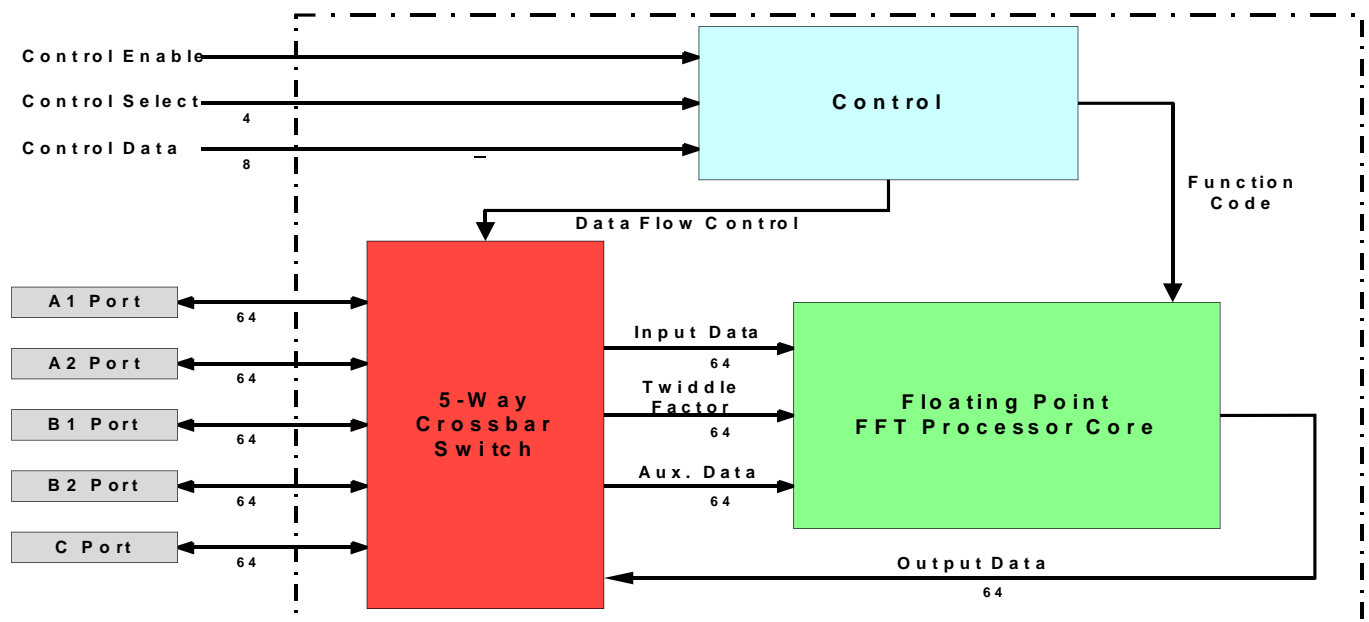 Control Enable
Control Select
4
Control Data
8
Control
Function
Code
Data Flow Control
A1 Port
64
A2 Port
64
B1 Port
64
B2 Port
64
C Port
64
5-Way
Crossbar
Switch
Input Data
64
Twiddle
Factor
64
Aux. Data
64
Floating Point
FFT Processor Core
Output Data
64